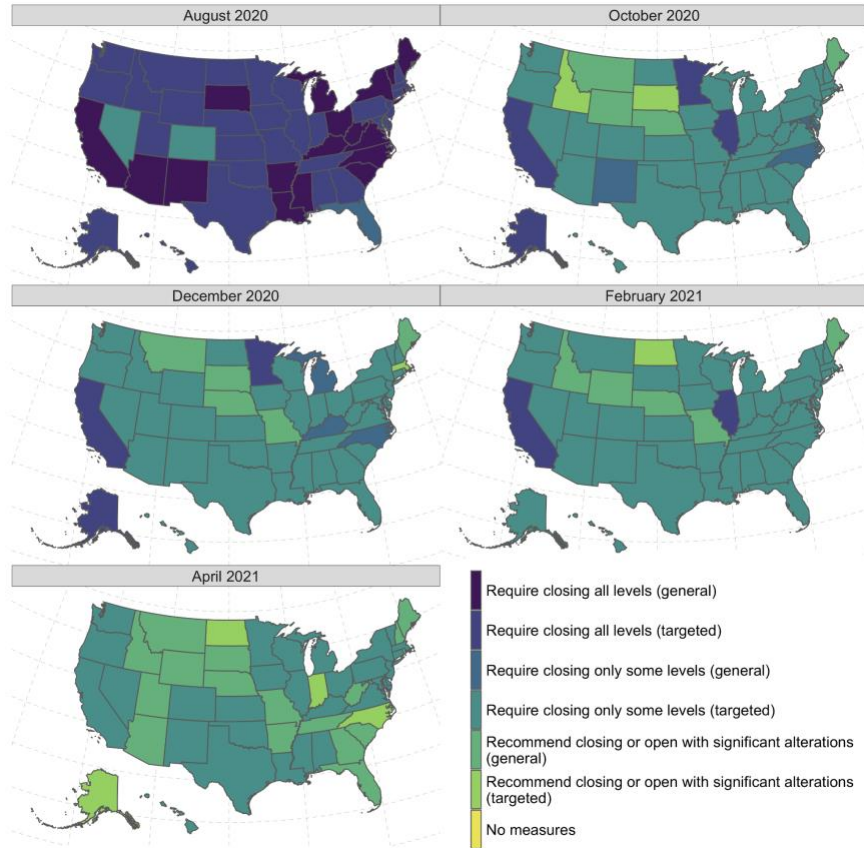 August 2020
October 2020
December 2020
February 2021
April 2021
Require closing all levels (general)
Require closing all levels (targeted)
Require closing only some levels (general)
Require closing only some levels (targeted)
Recommend closing or open with significant alterations
(general)
Recommend closing or open with significant alterations
(targeted)
No measures